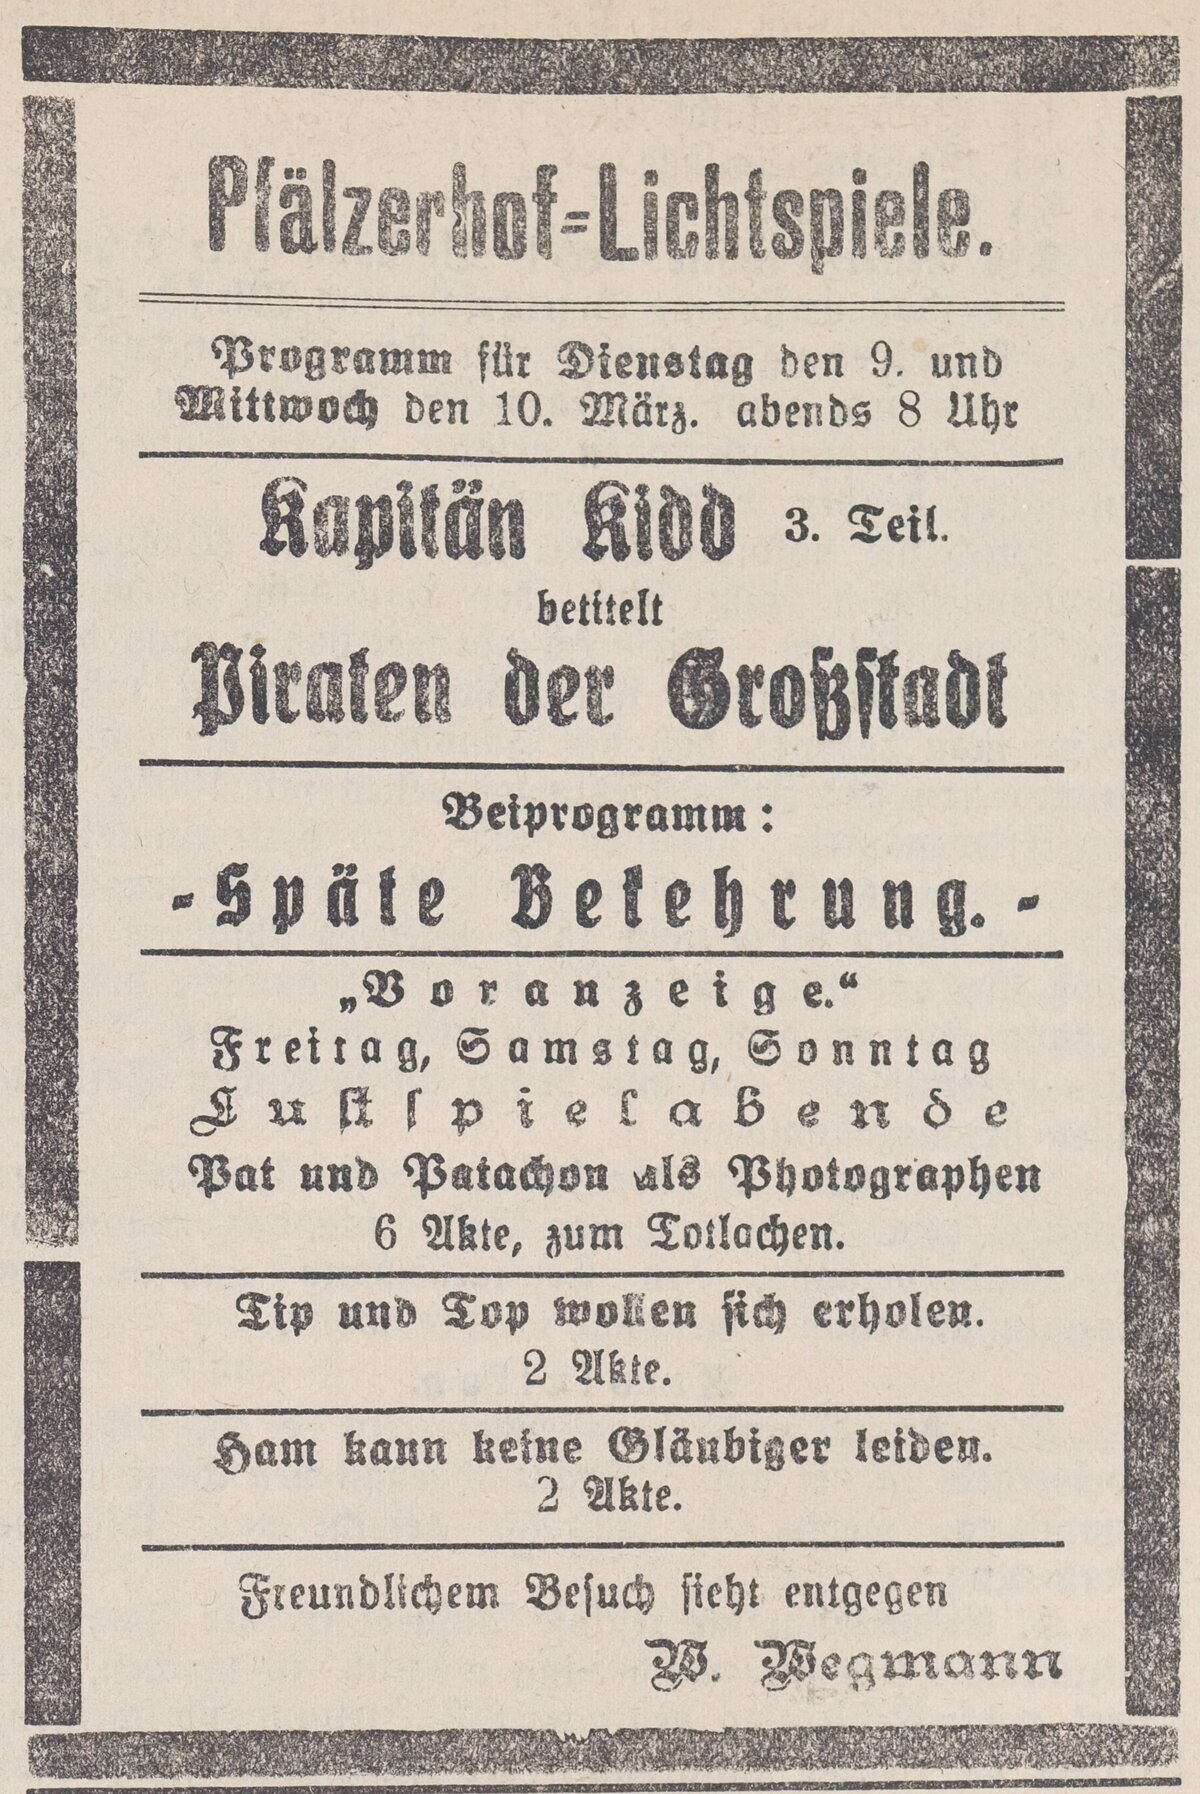 Pfälzerhof=Lichtspiele.
Programm für Dienstag den 9. und
Mittwoch den 10. März. abends 8 Uhr
Kapitän Kidd 3. Teil.
betitelt
Piraten der Großstadt
Beiprogramm:
- Späte Bekehrung. -
„Voranzeige.“
Freitag, Samstag, Sonntag
Lustspielabende
Pat und Patachon als Photographen
6 Akte, zum Totlachen.
Tip und Top wollen sich erholen.
2 Akte.
Ham kann keine Gläubiger leiden.
2 Akte.
Freundlichem Besuch sieht entgegen
W. Wegmann